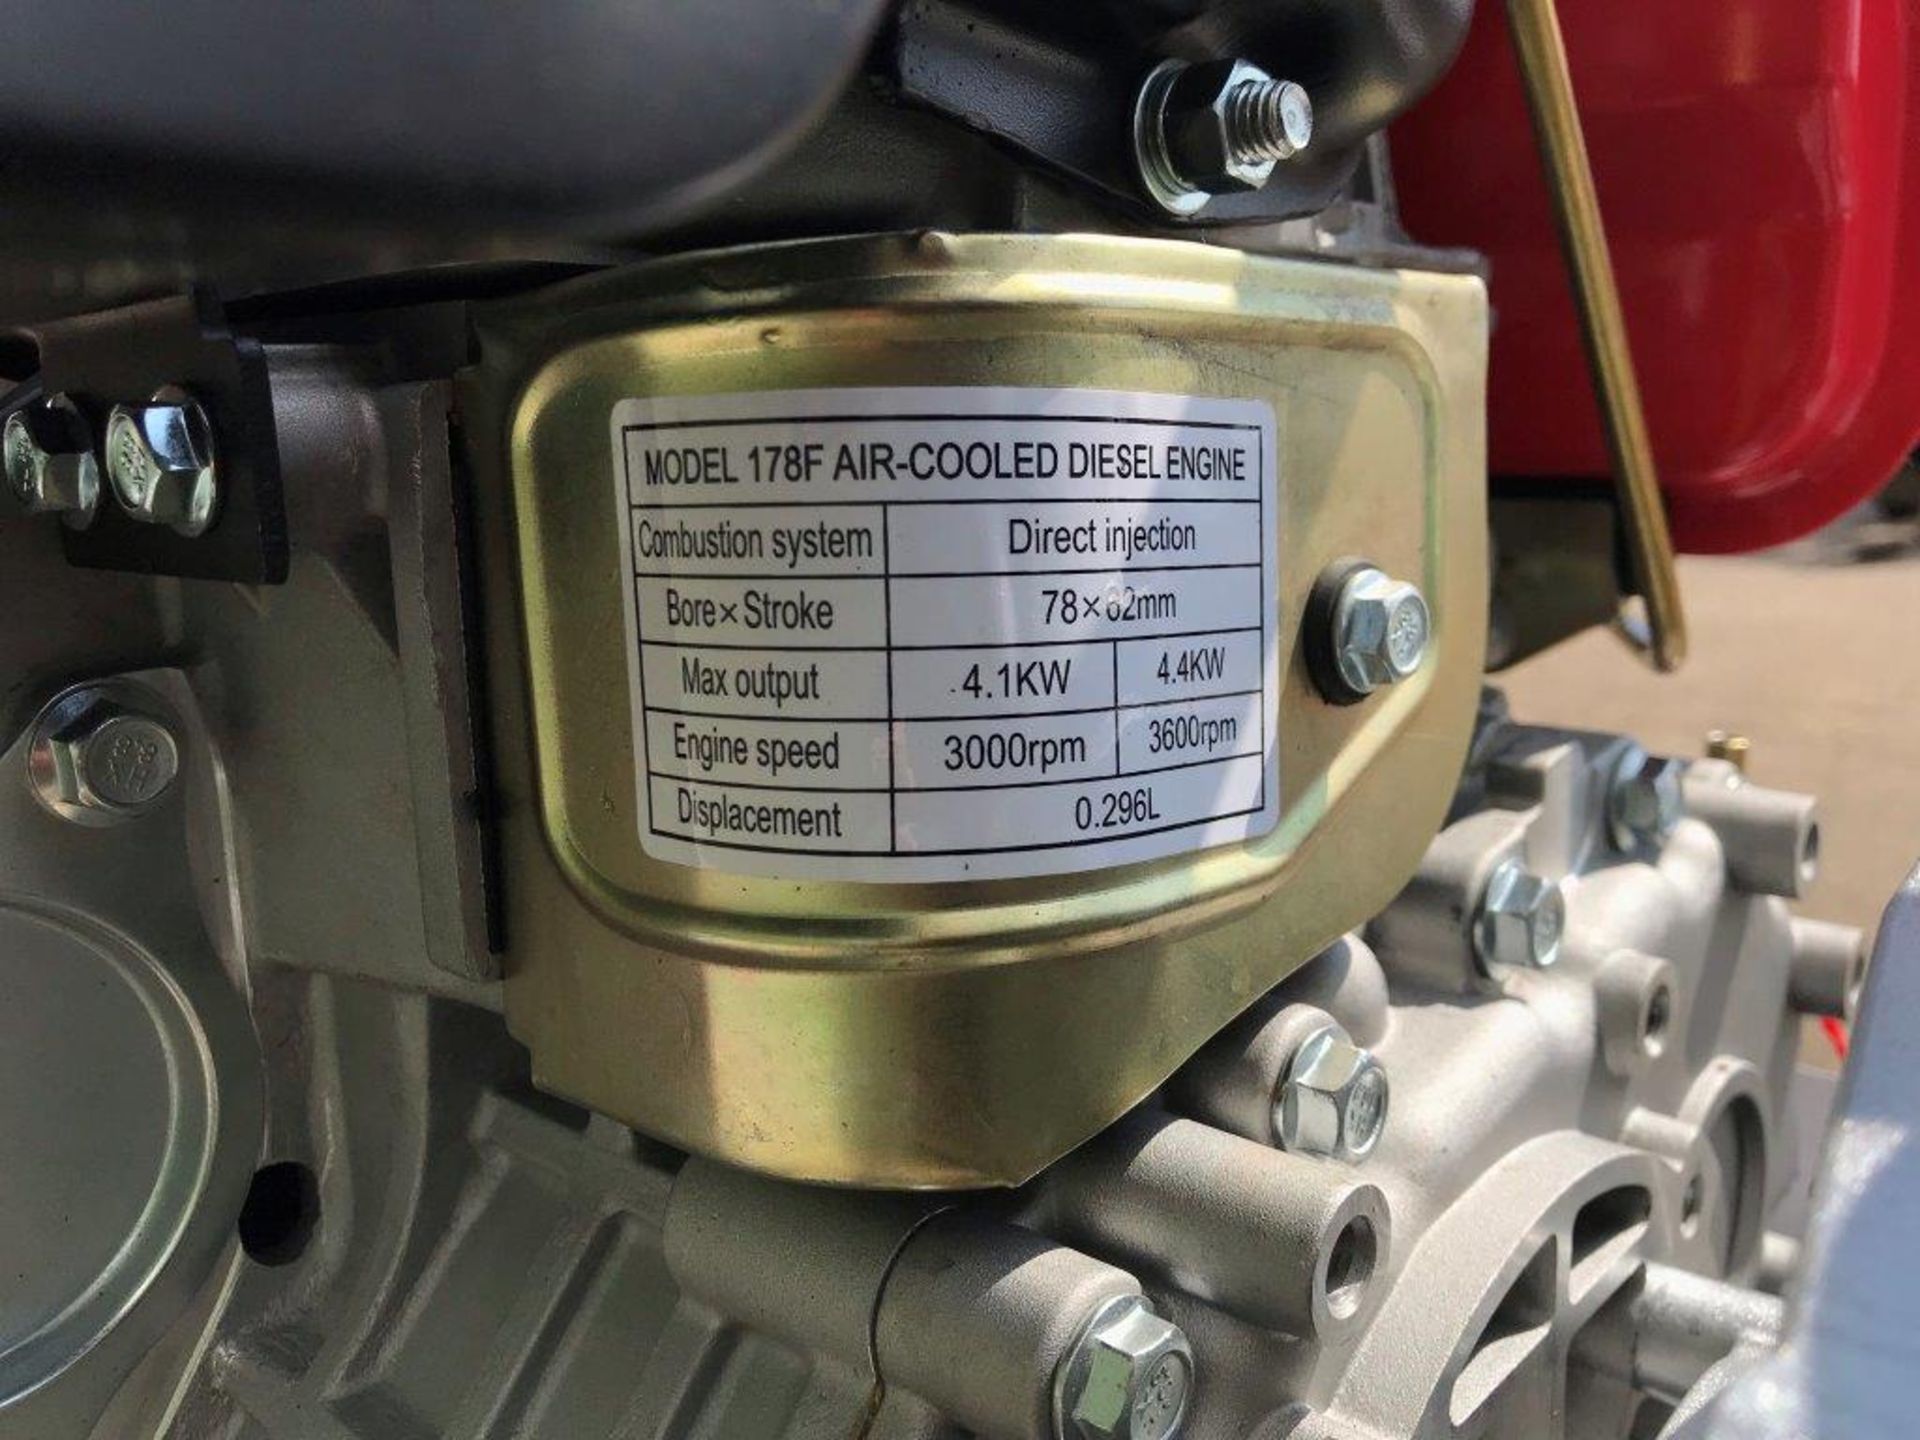 MODEL 178F AIR-COOLED DIESEL ENGINE
Combustion system Direct injection
Bore×Stroke 78×62mm
Max output 4.1KW 4.4KW
Engine speed 3000rpm 3600rpm
Displacement 0.296L